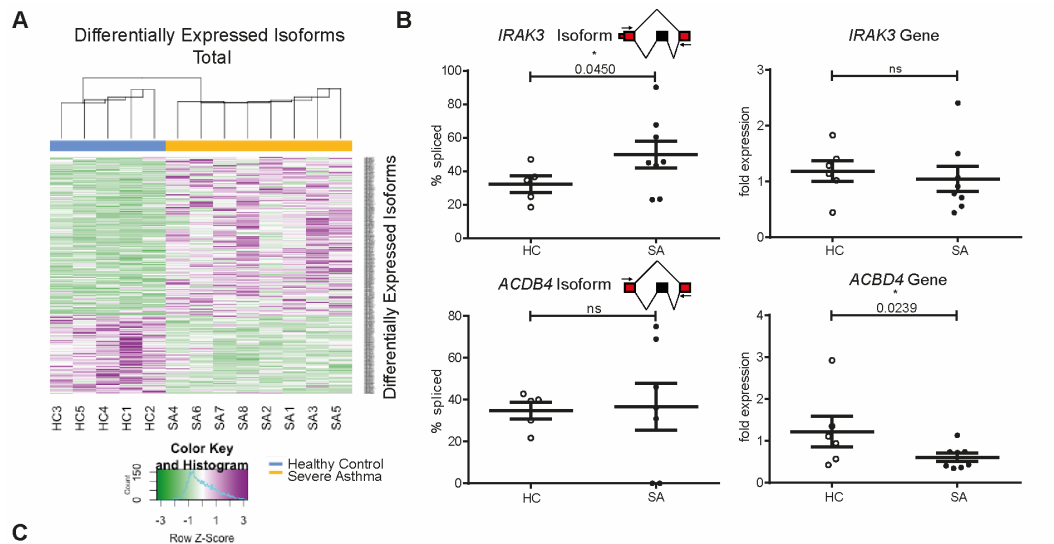 A
Differentially Expressed Isoforms
Total
Differentially Expressed Isoforms
HC3 HC5 HC4 HC1 HC2 SA4 SA6 SA7 SA8 SA2 SA1 SA3 SA5
Color Key
and Histogram
Count
0 50 150
-3 -1 1 3
Row Z-Score
Healthy Control
Severe Asthma
B
IRAK3 Isoform
*
0.0450
% spliced
100
80
60
40
20
0
HC SA
IRAK3 Gene
ns
fold expression
3
2
1
0
HC SA
ACDB4 Isoform
ns
% spliced
80
60
40
20
0
HC SA
ACBD4 Gene
*
0.0239
fold expression
4
3
2
1
0
HC SA
C